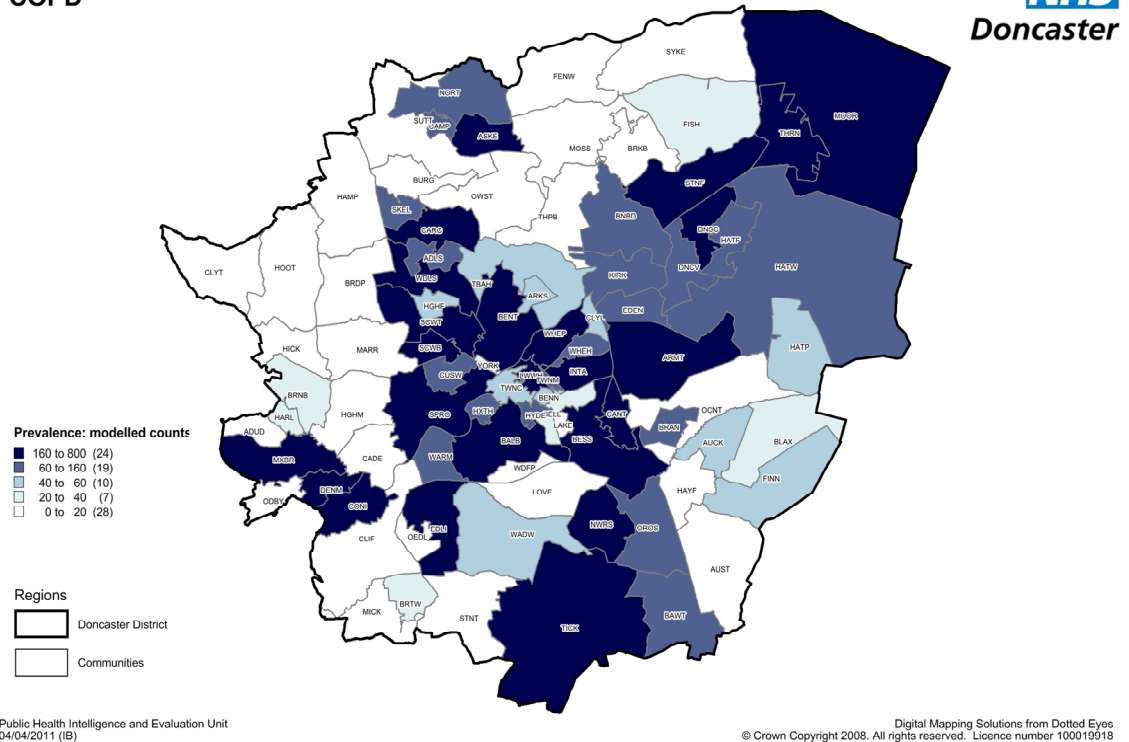 Doncaster
SYKE
FENW
NORT
MOOR
SUTT
CAMP
FISH
THRN
ASKE
MOSS
BRKB
BURG
STNF
HAMP
OWST
SKEL
THPB
BNBD
CARC
DNOC
HATF
ADLS
CLYT
HOOT
DNCV
HATW
KIRK
WDLS
BRDP
TBAH
ARKS
HGHF
EDEN
BENT
CLYL
SCWT
WHEP
HATP
HICK
MARR
SCWB
WHEH
ARMT
YORK
INTA
CUSW
TWNM
TWNC
BRNB
BENN
HARL
HGHM
SPRO
HXTH
HYDE
CANT
OCNT
LAKE
BKAN
ADUD
BALB
BESS
AUCK
BLAX
CADE
WARM
MXBR
WDFP
FINN
DENM
LOVE
HAYF
ODBY
CONI
NWRS
OROS
EDLI
OEDL
WADW
CLIF
AUST
BRTW
MICK
STNT
BAWT
TICK
Prevalence: modelled counts
160 to 800 (24)
60 to 160 (19)
40 to 60 (10)
20 to 40 (7)
0 to 20 (28)
Regions
Doncaster District
Communities
Public Health Intelligence and Evaluation Unit
04/04/2011 (IB)
Digital Mapping Solutions from Dotted Eyes
© Crown Copyright 2008. All rights reserved. Licence number 100019918